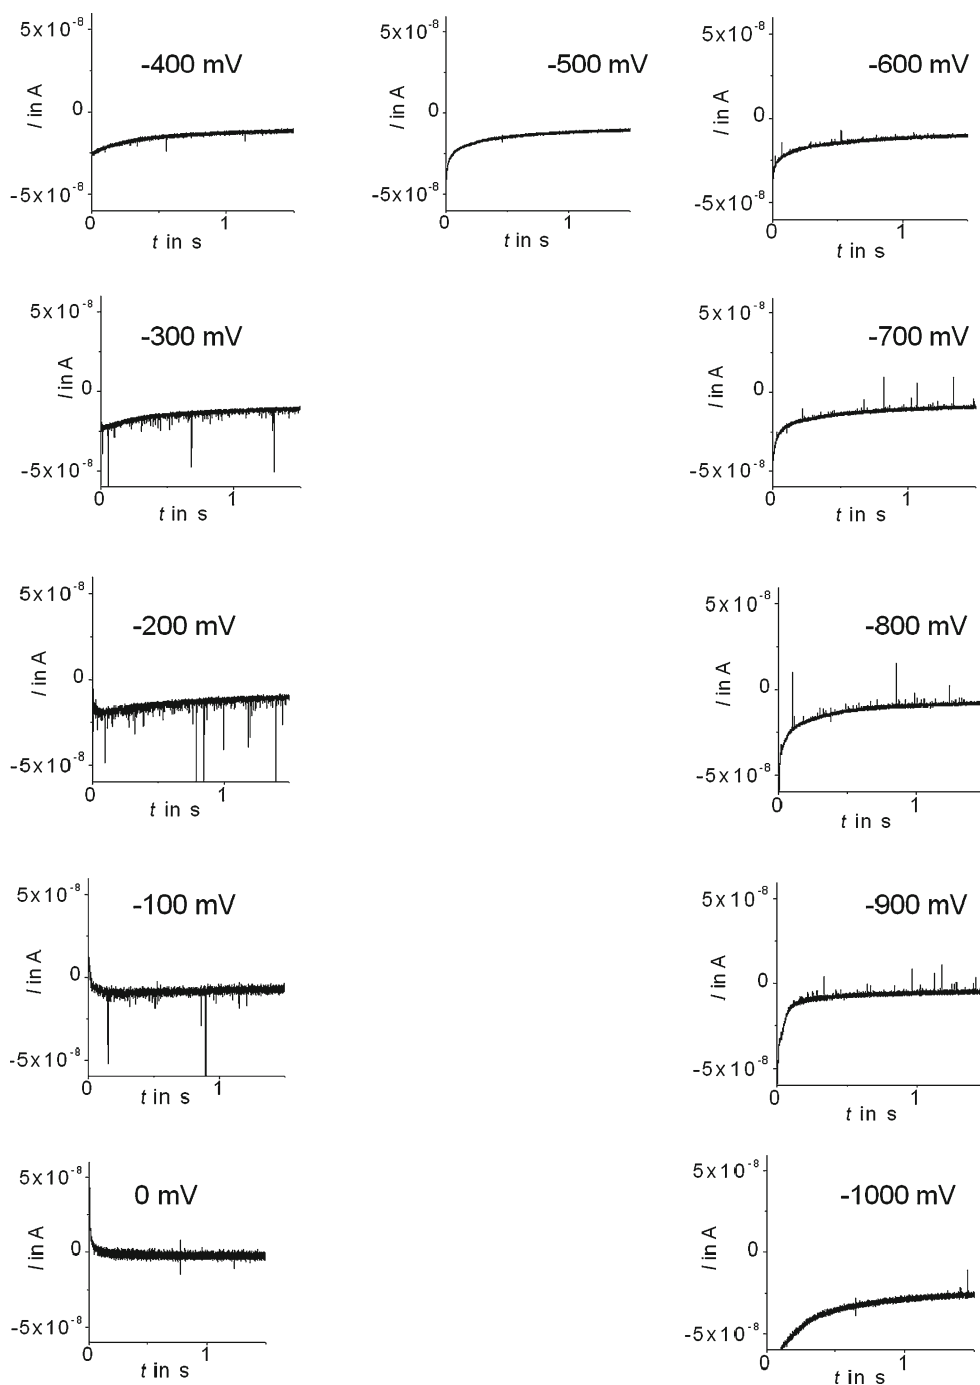 5x10⁻⁸
-400 mV
I in A
0
-5x10⁻⁸
0 1
t in s
5x10⁻⁸
-500 mV
I in A
0
-5x10⁻⁸
0 1
t in s
5x10⁻⁸
-600 mV
I in A
0
-5x10⁻⁸
0 1
t in s
5x10⁻⁸
-300 mV
I in A
0
-5x10⁻⁸
0 1
t in s
5x10⁻⁸
-700 mV
I in A
0
-5x10⁻⁸
0 1
t in s
5x10⁻⁸
-200 mV
I in A
0
-5x10⁻⁸
0 1
t in s
5x10⁻⁸
-800 mV
I in A
0
-5x10⁻⁸
0 1
t in s
5x10⁻⁸
-100 mV
I in A
0
-5x10⁻⁸
0 1
t in s
5x10⁻⁸
-900 mV
I in A
0
-5x10⁻⁸
0 1
t in s
5x10⁻⁸
0 mV
I in A
0
-5x10⁻⁸
0 1
t in s
5x10⁻⁸
-1000 mV
I in A
0
-5x10⁻⁸
0 1
t in s